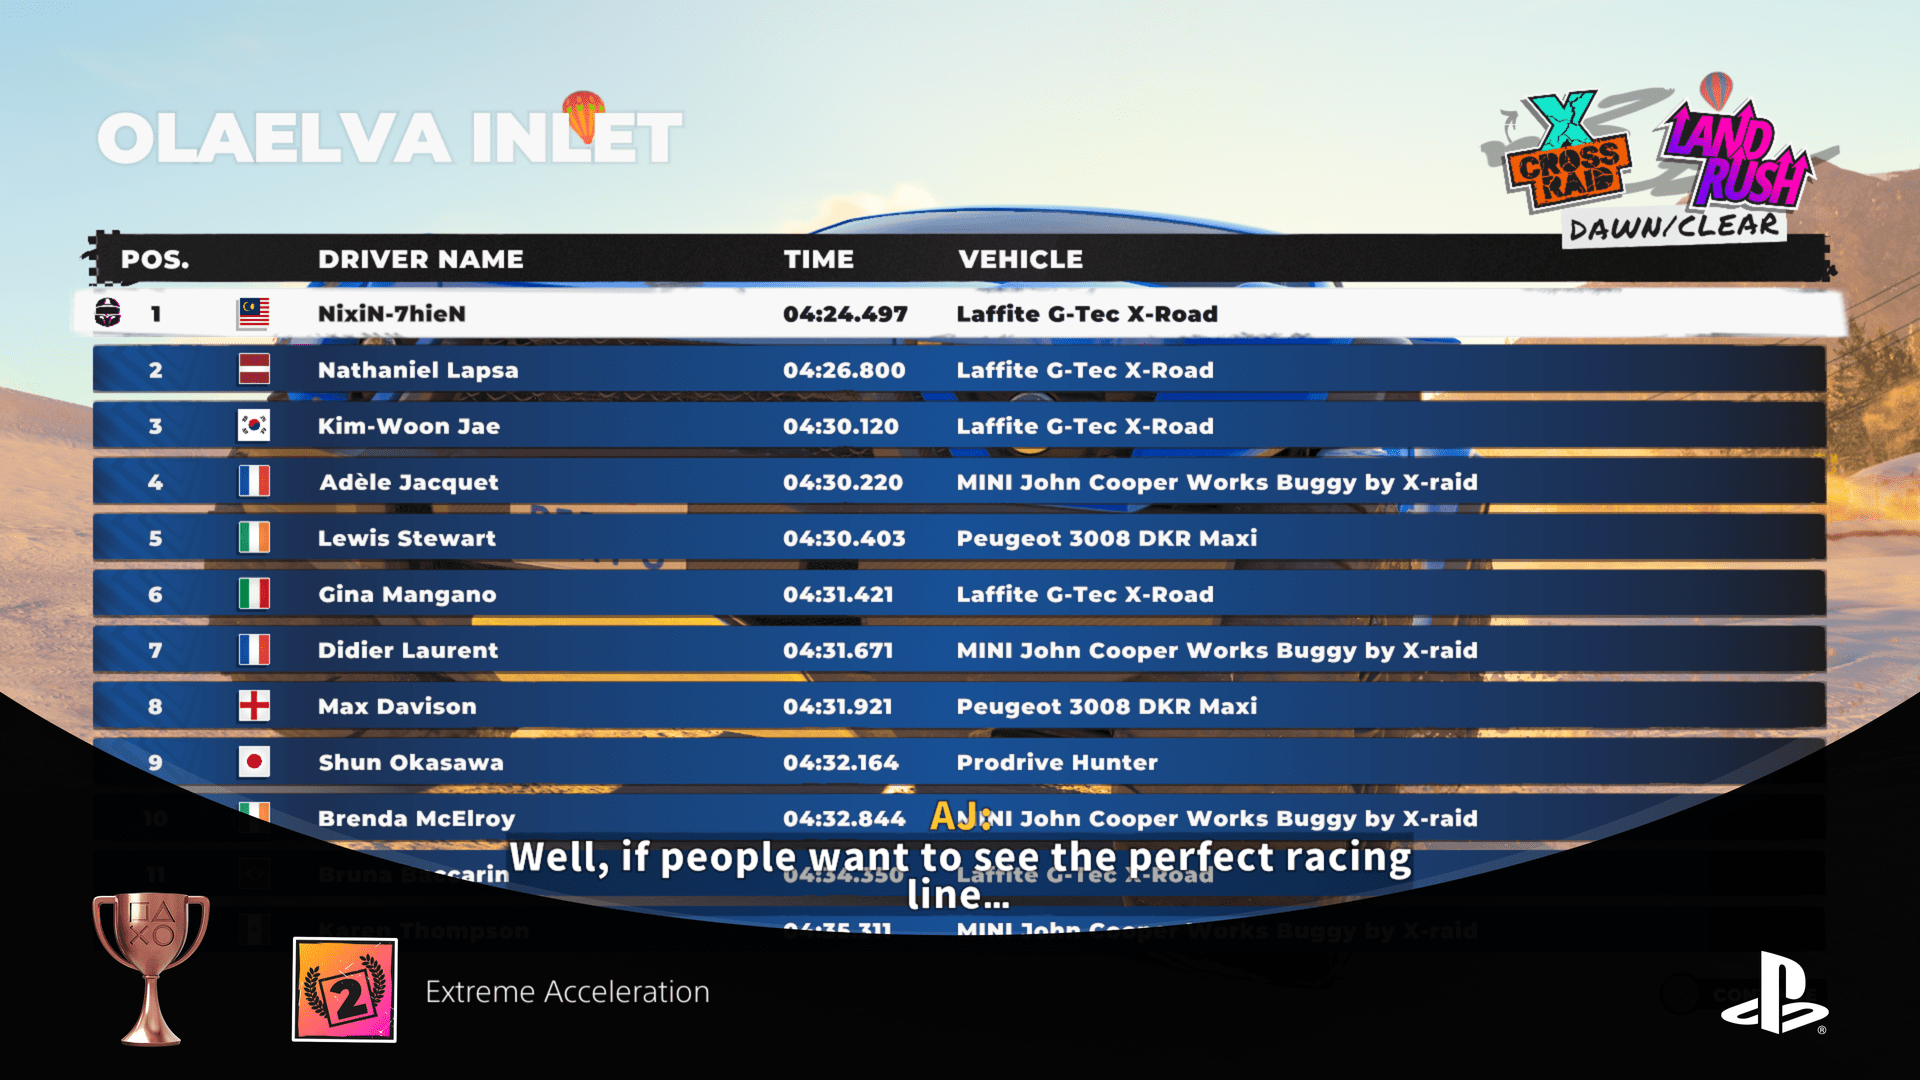 OLAELVA INLET
X CROSS RAID
LAND RUSH
DAWN/CLEAR
POS. DRIVER NAME TIME VEHICLE
1 NixiN-7hieN 04:24.497 Laffite G-Tec X-Road
2 Nathaniel Lapsa 04:26.800 Laffite G-Tec X-Road
3 Kim-Woon Jae 04:30.120 Laffite G-Tec X-Road
4 Adèle Jacquet 04:30.220 MINI John Cooper Works Buggy by X-raid
5 Lewis Stewart 04:30.403 Peugeot 3008 DKR Maxi
6 Gina Mangano 04:31.421 Laffite G-Tec X-Road
7 Didier Laurent 04:31.671 MINI John Cooper Works Buggy by X-raid
8 Max Davison 04:31.921 Peugeot 3008 DKR Maxi
9 Shun Okasawa 04:32.164 Prodrive Hunter
10 Brenda McElroy 04:32.844 MINI John Cooper Works Buggy by X-raid
AJ:
11 Bruna 04:34.350 Laffite G-Tec X-Road
Well, if people want to see the perfect racing
line...
Karen Thompson 04:35.311 MINI John Cooper Works Buggy by X-raid
2
Extreme Acceleration